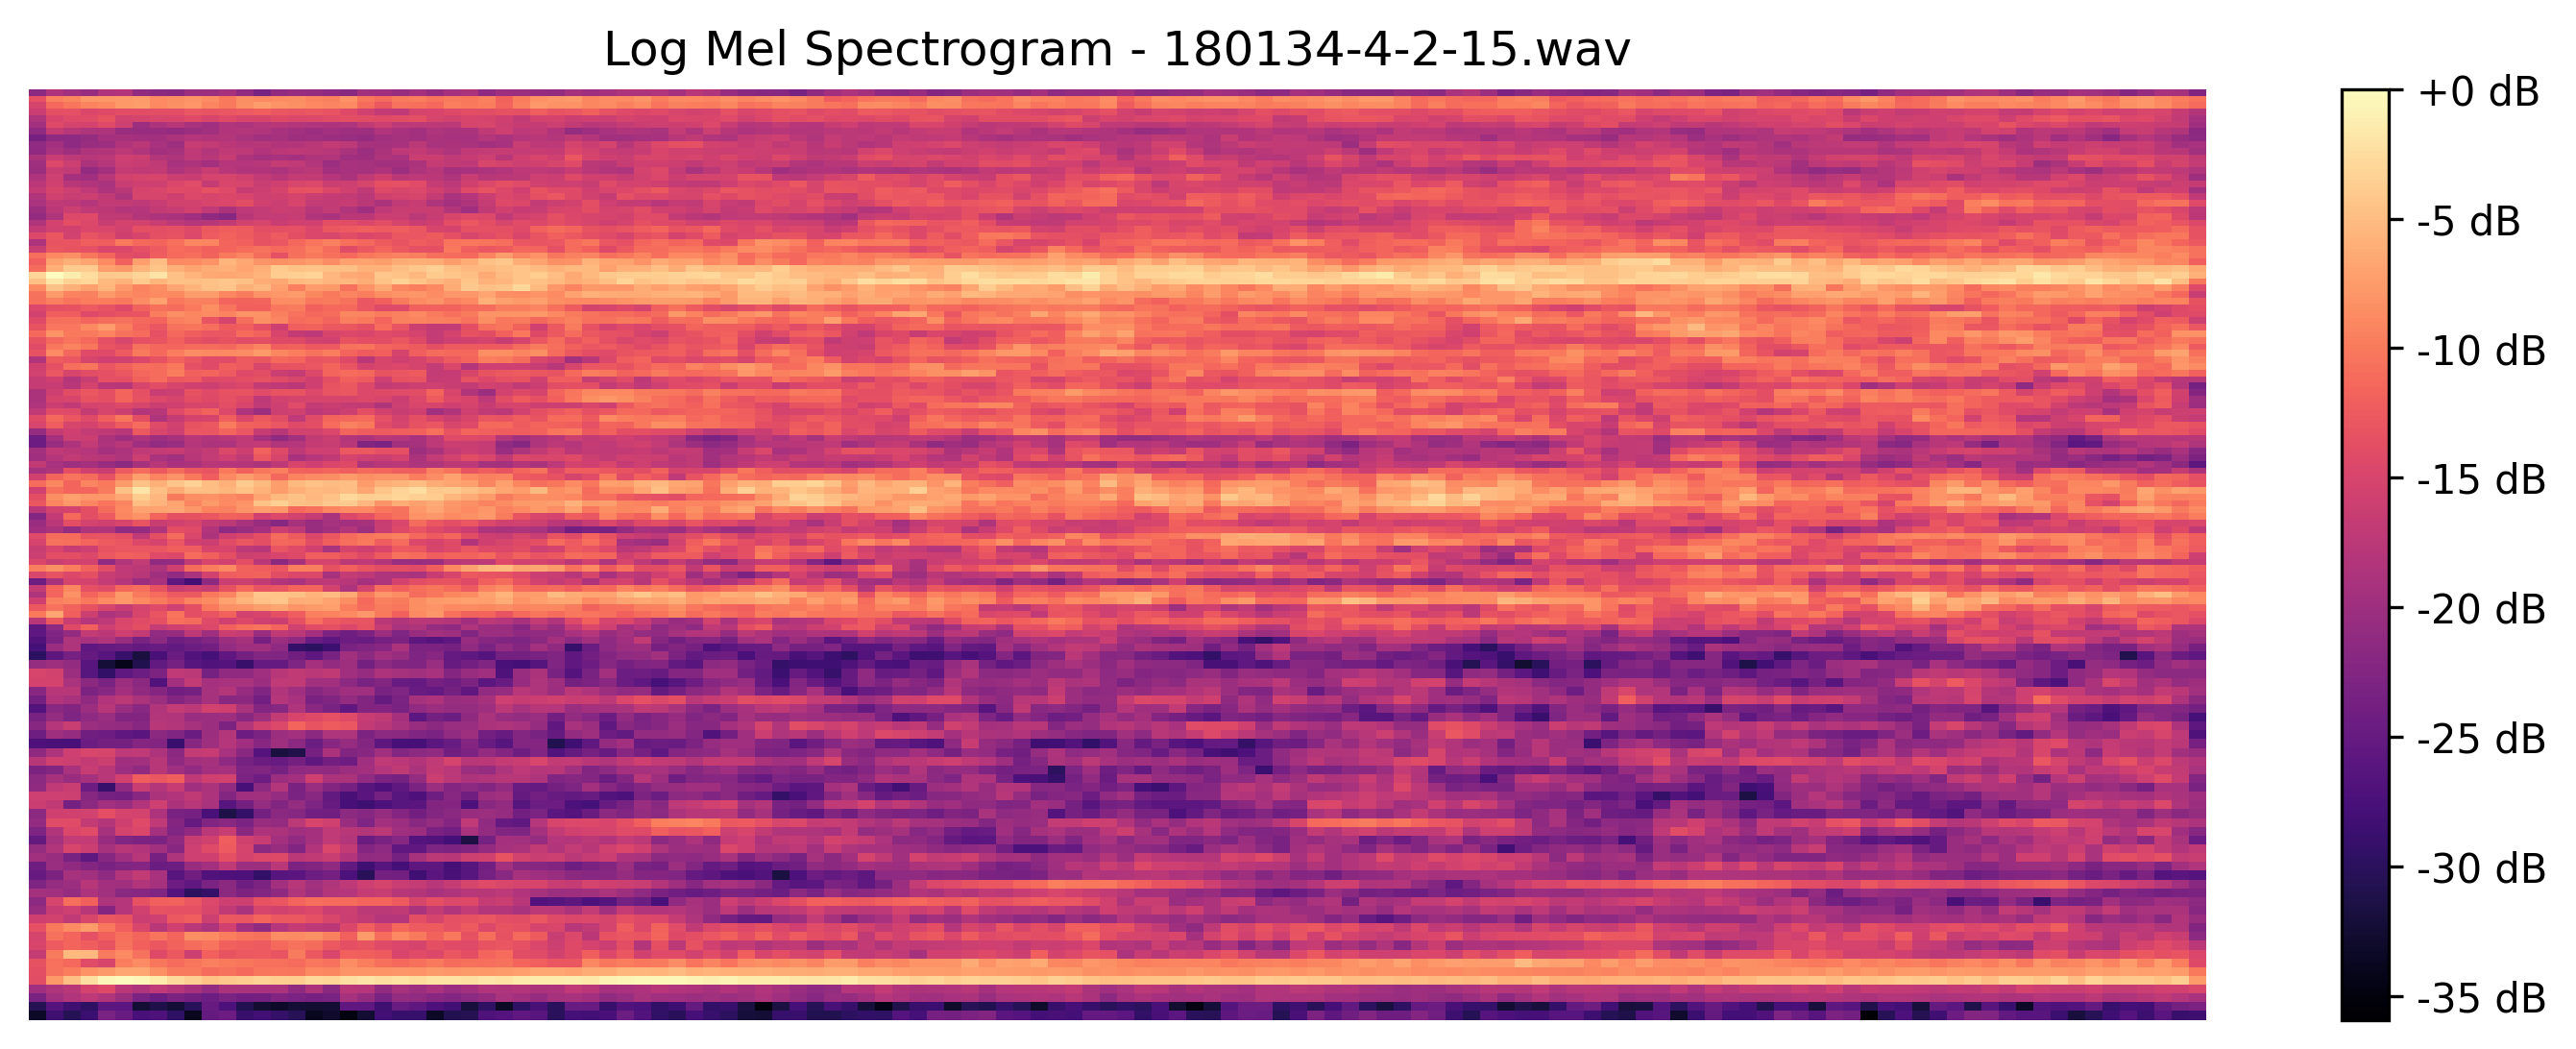 Log Mel Spectrogram - 180134-4-2-15.wav
+0 dB
-5 dB
-10 dB
-15 dB
-20 dB
-25 dB
-30 dB
-35 dB